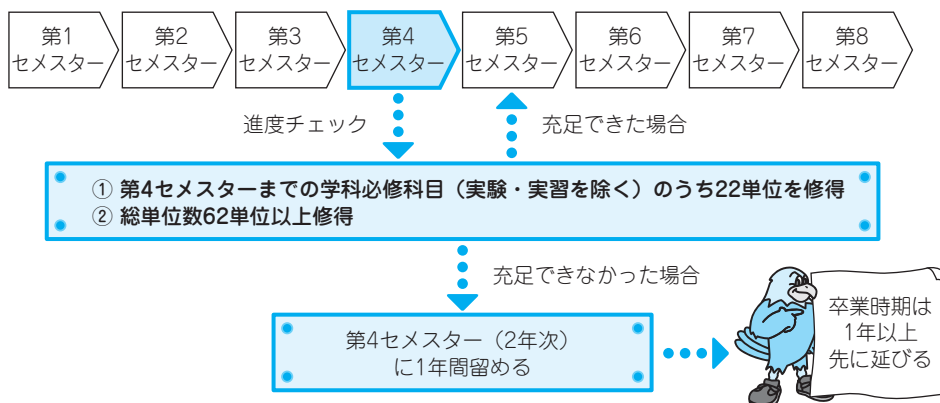 第1
セメスター
第2
セメスター
第3
セメスター
第4
セメスター
第5
セメスター
第6
セメスター
第7
セメスター
第8
セメスター
進度チェック
充足できた場合
① 第4セメスターまでの学科必修科目（実験・実習を除く）のうち22単位を修得
② 総単位数62単位以上修得
充足できなかった場合
第4セメスター（2年次）
に1年間留める
卒業時期は
1年以上
先に延びる